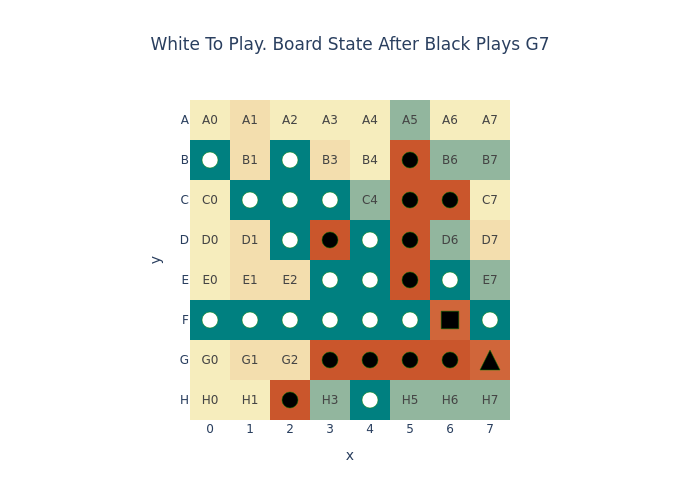 White To Play. Board State After Black Plays G7
A A0 A1 A2 A3 A4 A5 A6 A7
B B1 B3 B4 B6 B7
C C0 C4 C7
D D0 D1 D6 D7
E E0 E1 E2 E7
F
G G0 G1 G2
H H0 H1 H3 H5 H6 H7
0 1 2 3 4 5 6 7
x
y